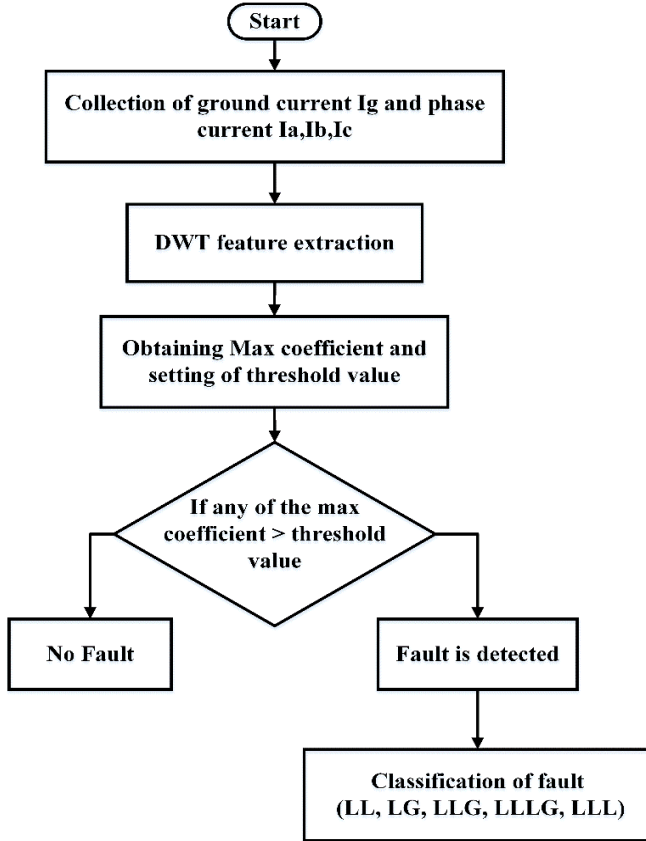 Start
Collection of ground current Ig and phase
current Ia,Ib,Ic
DWT feature extraction
Obtaining Max coefficient and
setting of threshold value
If any of the max
coefficient > threshold
value
No Fault
Fault is detected
Classification of fault
(LL, LG, LLG, LLLG, LLL)